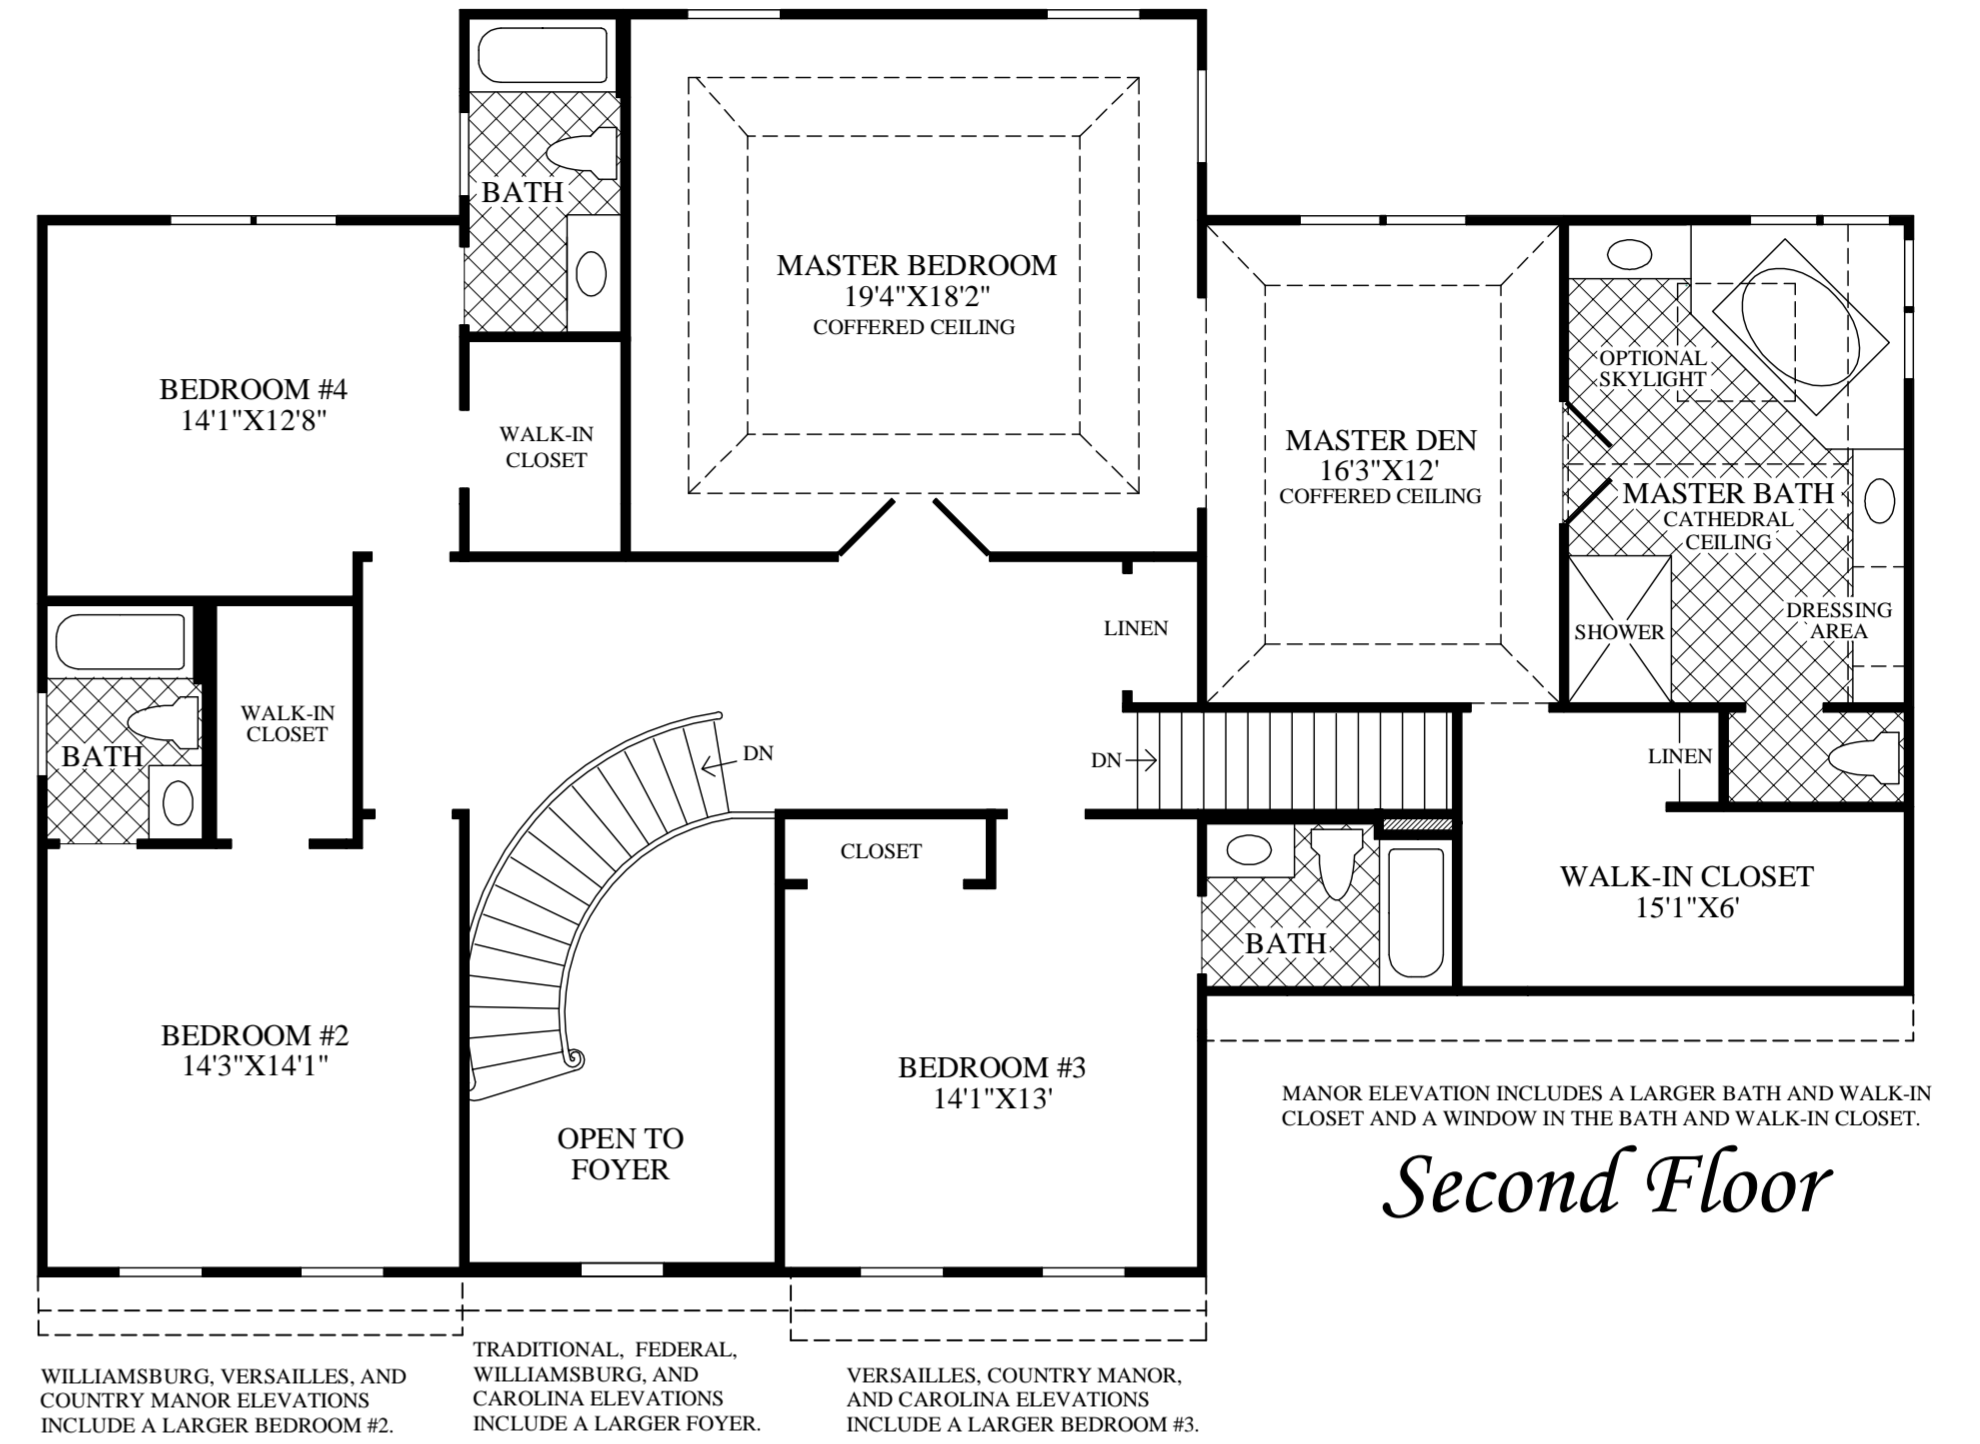 BATH
MASTER BEDROOM
19'4"X18'2"
COFFERED CEILING
BEDROOM #4
14'1"X12'8"
WALK-IN
CLOSET
MASTER DEN
16'3"X12'
COFFERED CEILING
OPTIONAL
SKYLIGHT
MASTER BATH
CATHEDRAL
CEILING
DRESSING
AREA
SHOWER
LINEN
WALK-IN
CLOSET
BATH
DN
DN
LINEN
CLOSET
WALK-IN CLOSET
15'1"X6'
BATH
BEDROOM #2
14'3"X14'1"
OPEN TO
FOYER
BEDROOM #3
14'1"X13'
MANOR ELEVATION INCLUDES A LARGER BATH AND WALK-IN
CLOSET AND A WINDOW IN THE BATH AND WALK-IN CLOSET.
Second Floor
WILLIAMSBURG, VERSAILLES, AND
COUNTRY MANOR ELEVATIONS
INCLUDE A LARGER BEDROOM #2.
TRADITIONAL, FEDERAL,
WILLIAMSBURG, AND
CAROLINA ELEVATIONS
INCLUDE A LARGER FOYER.
VERSAILLES, COUNTRY MANOR,
AND CAROLINA ELEVATIONS
INCLUDE A LARGER BEDROOM #3.